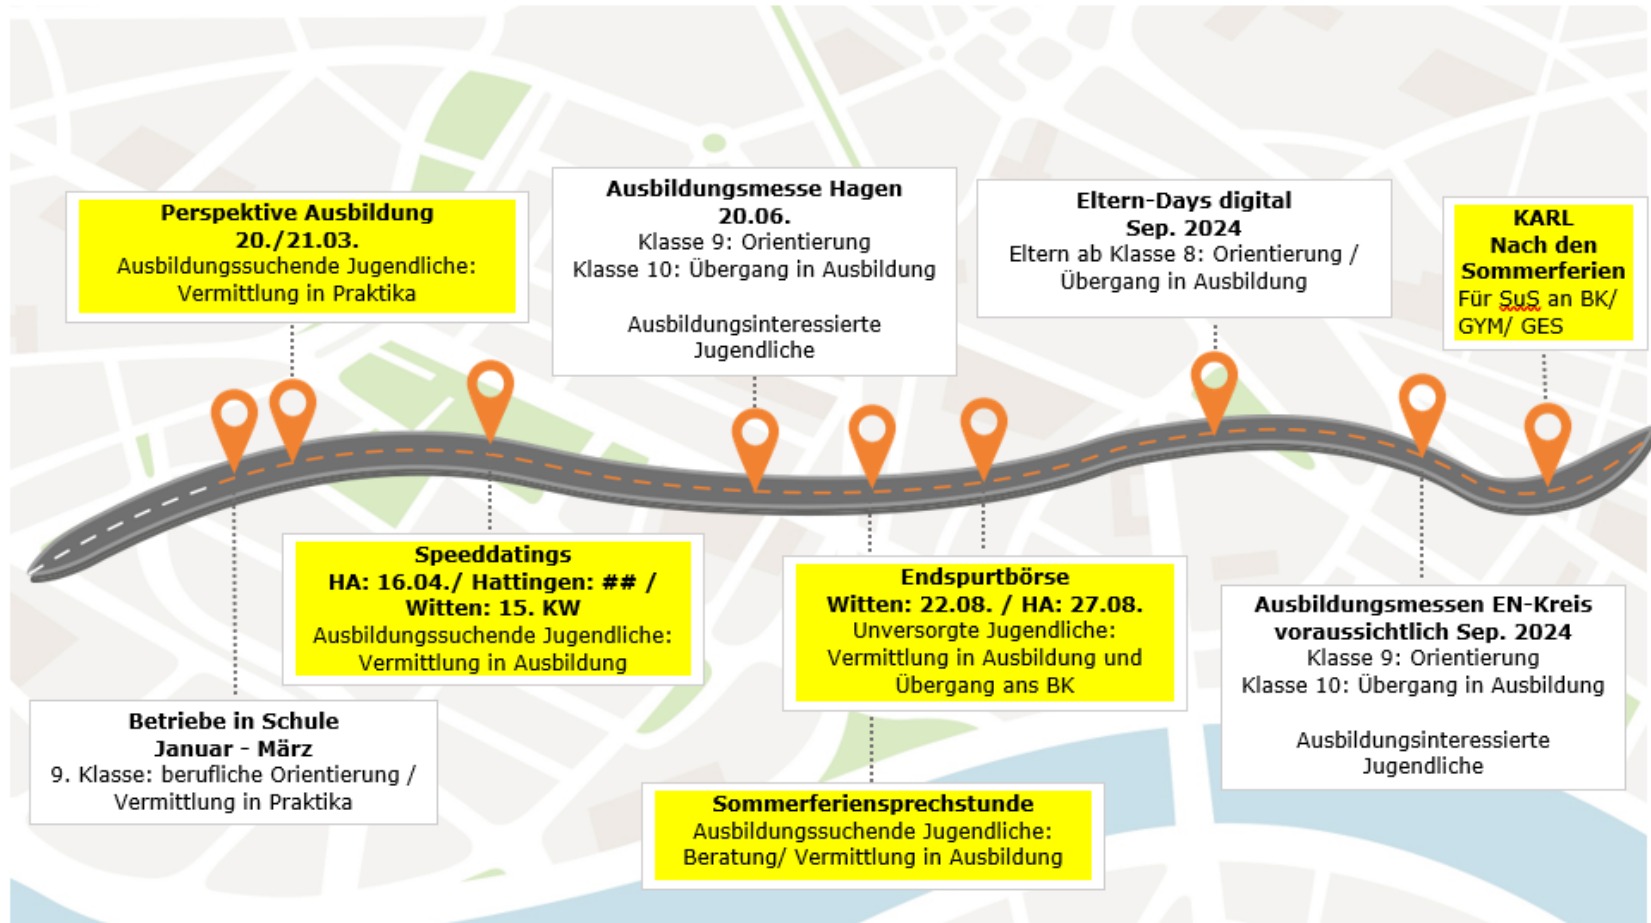 Perspektive Ausbildung
20./21.03.
Ausbildungssuchende Jugendliche:
Vermittlung in Praktika
Ausbildungsmesse Hagen
20.06.
Klasse 9: Orientierung
Klasse 10: Übergang in Ausbildung
Ausbildungsinteressierte
Jugendliche
Eltern-Days digital
Sep. 2024
Eltern ab Klasse 8: Orientierung /
Übergang in Ausbildung
KARL
Nach den
Sommerferien
Für SuS an BK/
GYM/ GES
Betriebe in Schule
Januar - März
9. Klasse: berufliche Orientierung /
Vermittlung in Praktika
Speeddatings
HA: 16.04./ Hattingen: ## /
Witten: 15. KW
Ausbildungssuchende Jugendliche:
Vermittlung in Ausbildung
Endspurtbörse
Witten: 22.08. / HA: 27.08.
Unversorgte Jugendliche:
Vermittlung in Ausbildung und
Übergang ans BK
Sommerferiensprechstunde
Ausbildungssuchende Jugendliche:
Beratung/ Vermittlung in Ausbildung
Ausbildungsmessen EN-Kreis
voraussichtlich Sep. 2024
Klasse 9: Orientierung
Klasse 10: Übergang in Ausbildung
Ausbildungsinteressierte
Jugendliche